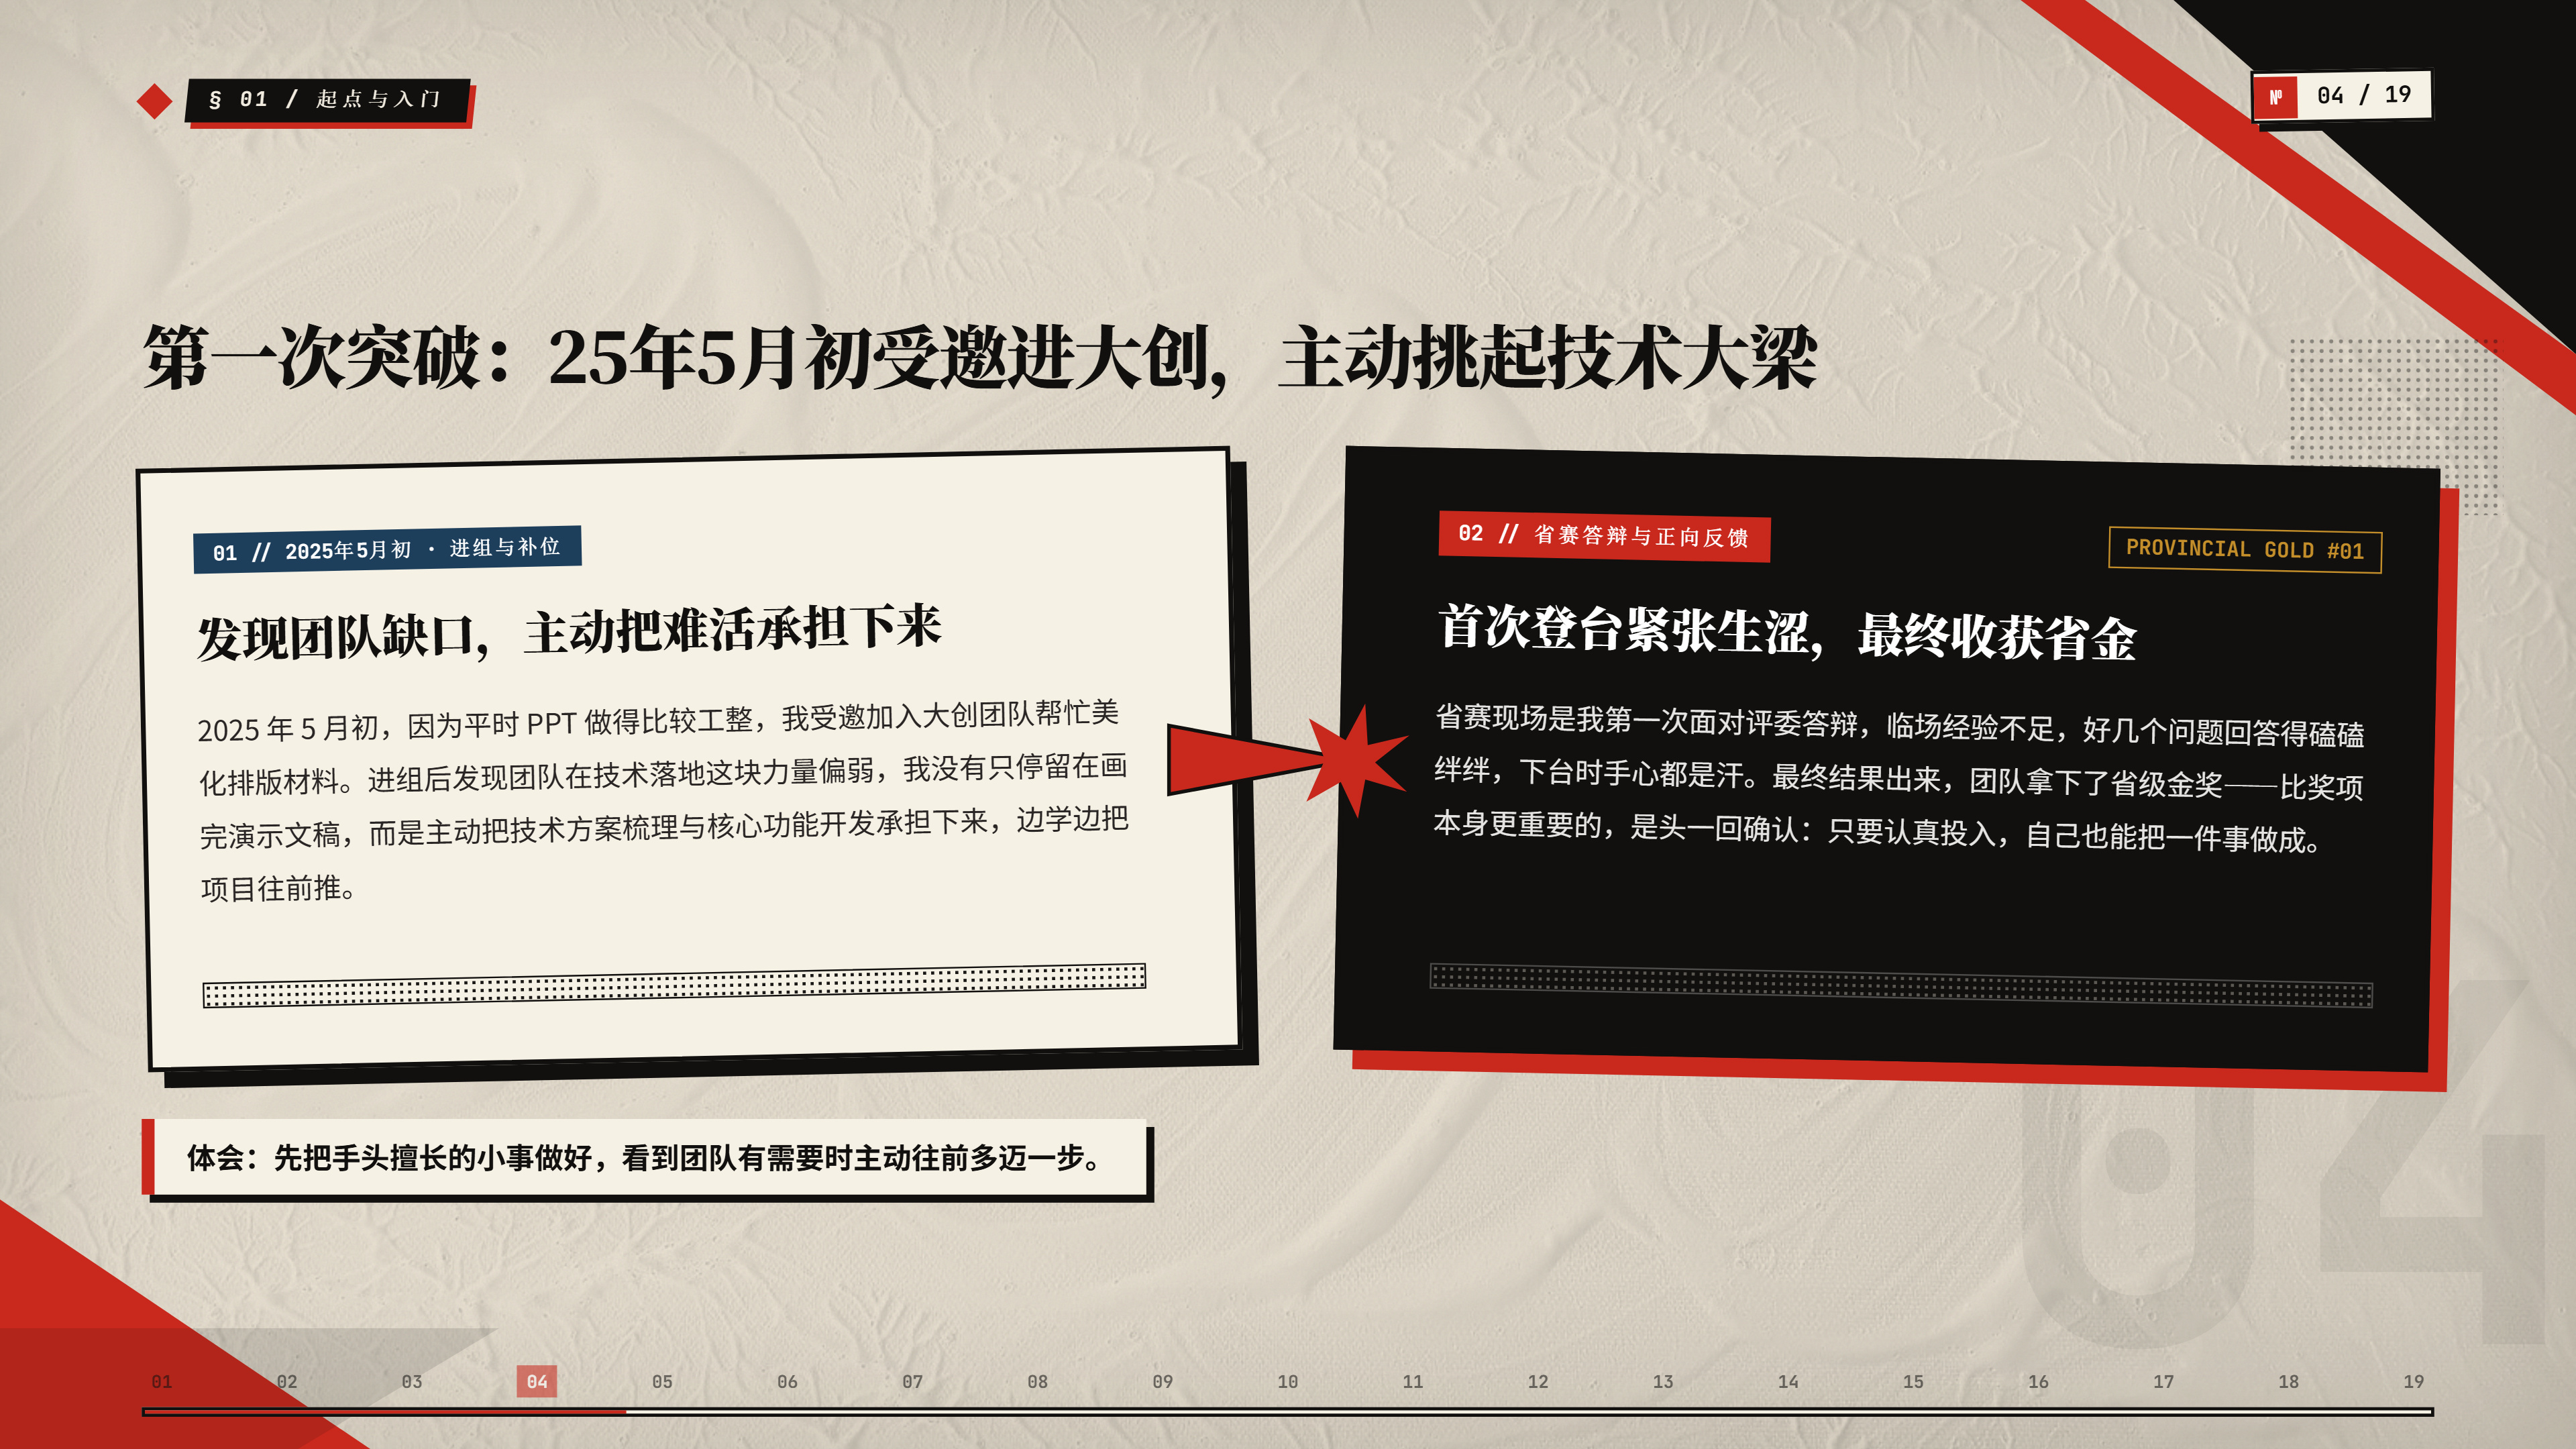 § 01 / 起点与入门
№ 04 / 19
第一次突破：25年5月初受邀进大创，主动挑起技术大梁
01 // 2025年5月初 · 进组与补位
发现团队缺口，主动把难活承担下来
2025 年 5 月初，因为平时 PPT 做得比较工整，我受邀加入大创团队帮忙美
化排版材料。进组后发现团队在技术落地这块力量偏弱，我没有只停留在画
完演示文稿，而是主动把技术方案梳理与核心功能开发承担下来，边学边把
项目往前推。
02 // 省赛答辩与正向反馈
PROVINCIAL GOLD #01
首次登台紧张生涩，最终收获省金
省赛现场是我第一次面对评委答辩，临场经验不足，好几个问题回答得磕磕
绊绊，下台时手心都是汗。最终结果出来，团队拿下了省级金奖——比奖项
本身更重要的，是头一回确认：只要认真投入，自己也能把一件事做成。
体会：先把手头擅长的小事做好，看到团队有需要时主动往前多迈一步。
04
01 02 03 04 05 06 07 08 09 10 11 12 13 14 15 16 17 18 19